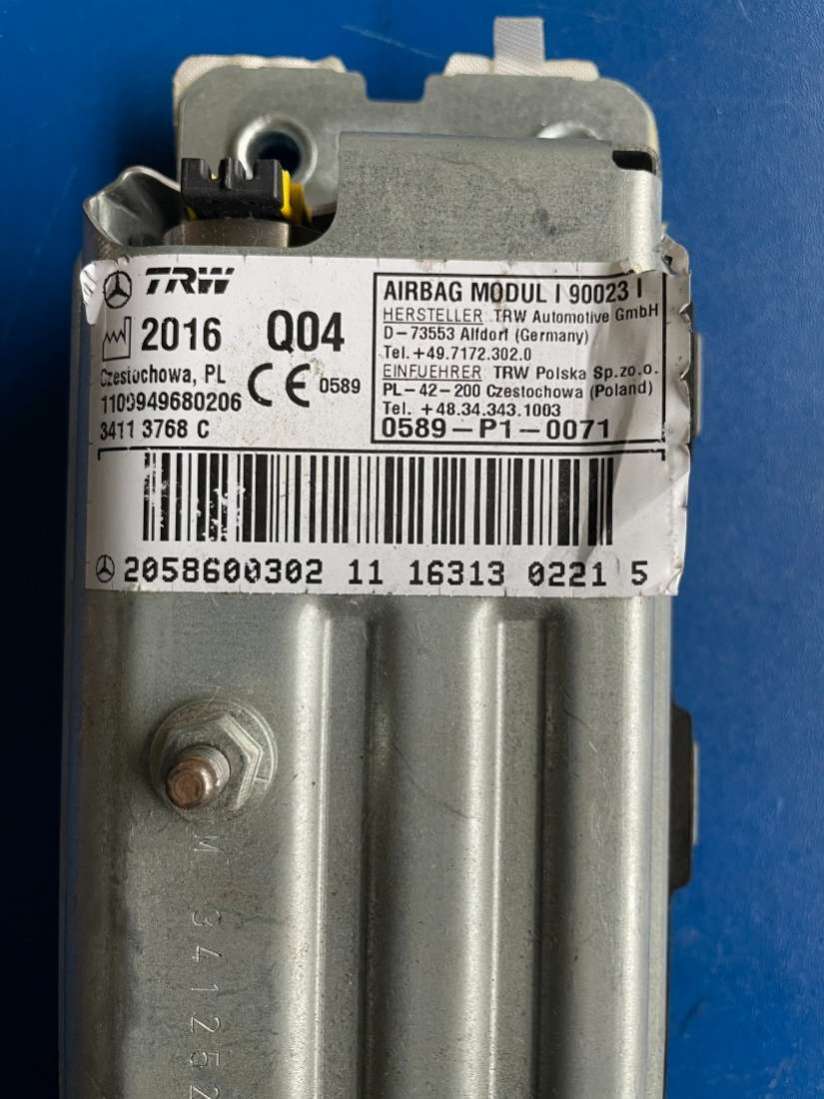 TRW
2016 Q04
Czestochowa, PL
CE 0589
1109949680206
3411 3768 C
AIRBAG MODUL I 90023 I
HERSTELLER TRW Automotive GmbH
D-73553 Alfdorf (Germany)
Tel. +49.7172.302.0
EINFUEHRER TRW Polska Sp.zo.o.
PL-42-200 Czestochowa (Poland)
Tel. +48.34.343.1003
0589-P1-0071
2058600302 11 16313 0221 5
M 341252